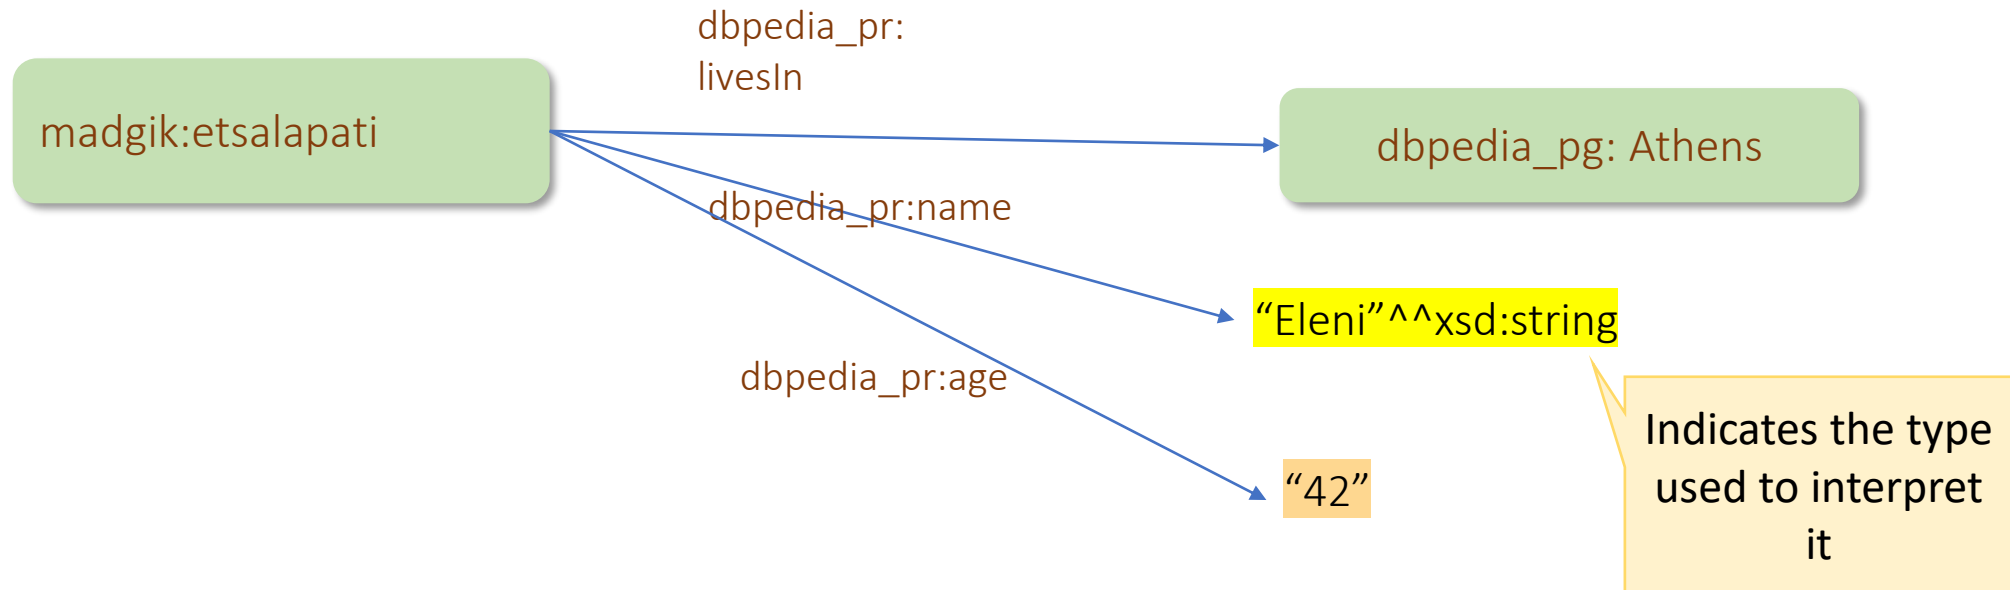 dbpedia_pr:
livesIn
madgik:etsalapati
dbpedia_pg: Athens
dbpedia_pr:name
“Eleni”^^xsd:string
dbpedia_pr:age
“42”
Indicates the type
used to interpret
it